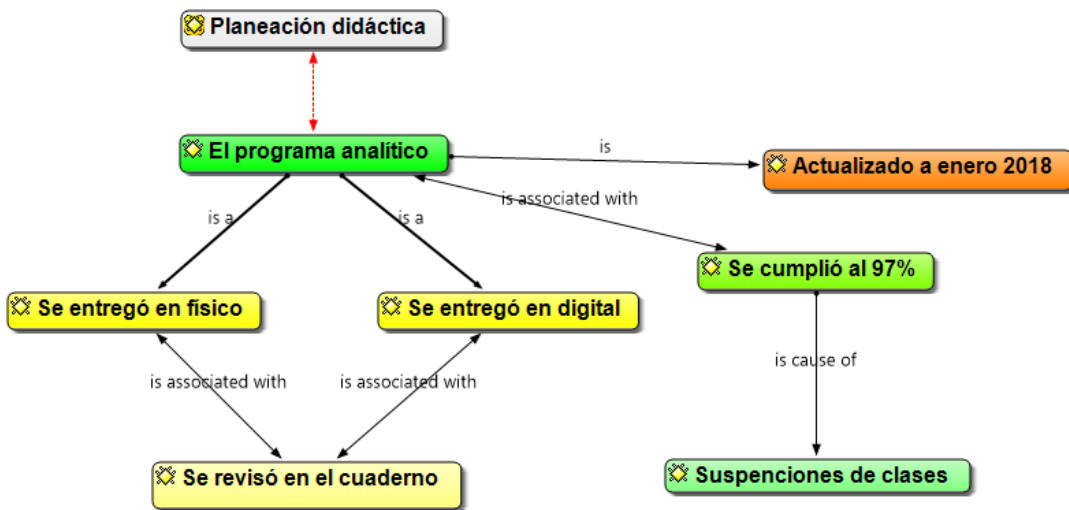 Planeación didáctica
El programa analítico
is
Actualizado a enero 2018
is associated with
is a
is a
Se cumplió al 97%
Se entregó en físico
Se entregó en digital
is cause of
is associated with
is associated with
Se revisó en el cuaderno
Suspenciones de clases